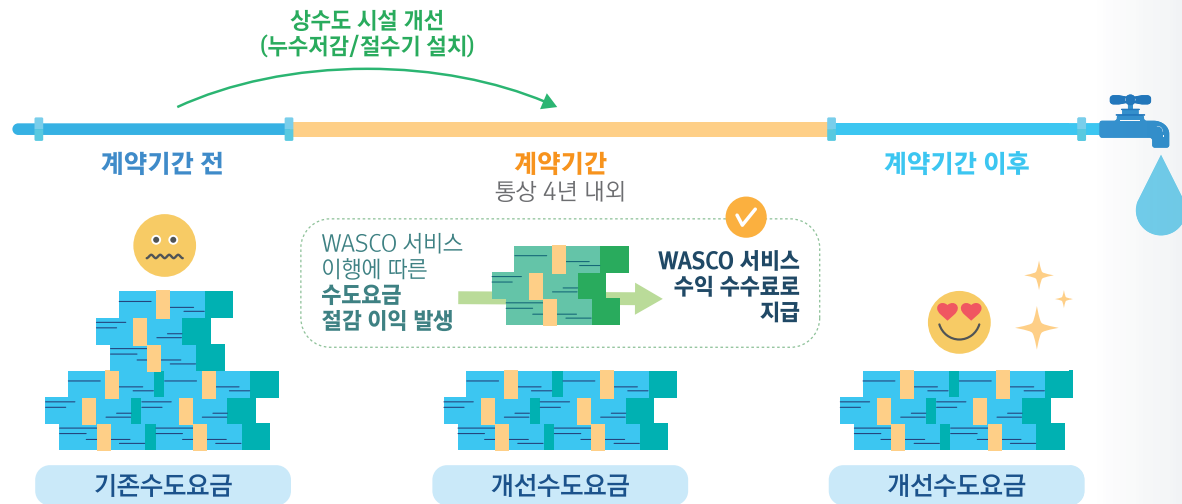 상수도 시설 개선
(누수저감/절수기 설치)
계약기간 전
계약기간
통상 4년 내외
계약기간 이후
WASCO 서비스
이행에 따른
수도요금
절감 이익 발생
WASCO 서비스
수익 수수료로
지급
기존수도요금
개선수도요금
개선수도요금